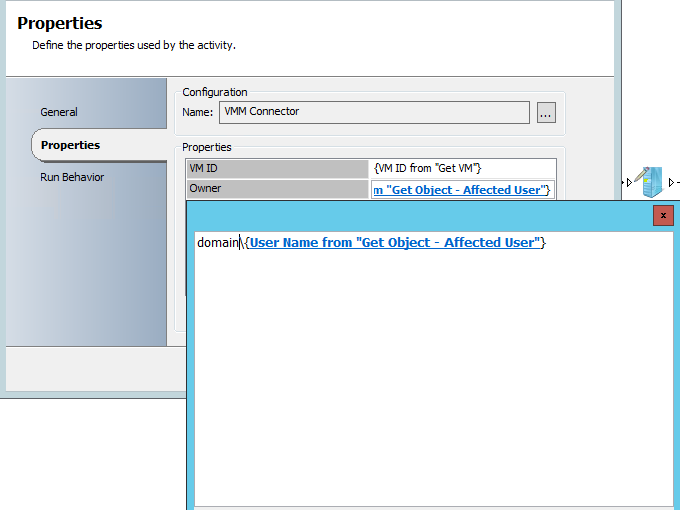 Properties
Define the properties used by the activity.
General
Properties
Run Behavior
Configuration
Name: VMM Connector ...
Properties
VM ID {VM ID from "Get VM"}
Owner m "Get Object - Affected User"}
x
domain\{User Name from "Get Object - Affected User"}